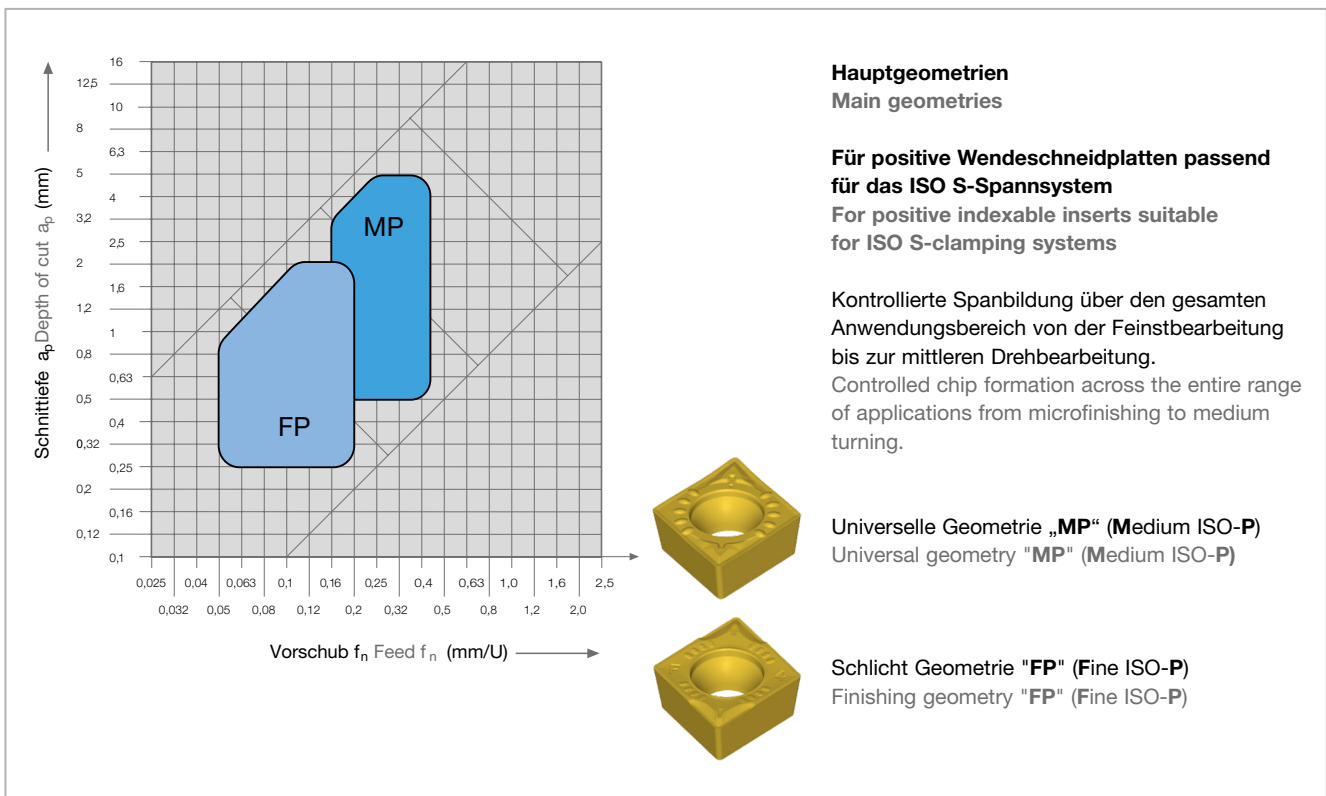 16
12,5
10
8
6,3
5
4
3,2
2,5
2
1,6
1,2
1
0,8
0,63
0,5
0,4
0,32
0,25
0,2
0,16
0,12
0,1
Schnittiefe ap Depth of cut ap (mm)
MP
FP
0,025 0,04 0,063 0,1 0,16 0,25 0,4 0,63 1,0 1,6 2,5
0,032 0,05 0,08 0,12 0,2 0,32 0,5 0,8 1,2 2,0
Vorschub fn Feed fn (mm/U)
Hauptgeometrien
Main geometries
Für positive Wendeschneidplatten passend
für das ISO S-Spannsystem
For positive indexable inserts suitable
for ISO S-clamping systems
Kontrollierte Spanbildung über den gesamten
Anwendungsbereich von der Feinstbearbeitung
bis zur mittleren Drehbearbeitung.
Controlled chip formation across the entire range
of applications from microfinishing to medium
turning.
Universelle Geometrie „MP“ (Medium ISO-P)
Universal geometry "MP" (Medium ISO-P)
Schlicht Geometrie "FP" (Fine ISO-P)
Finishing geometry "FP" (Fine ISO-P)